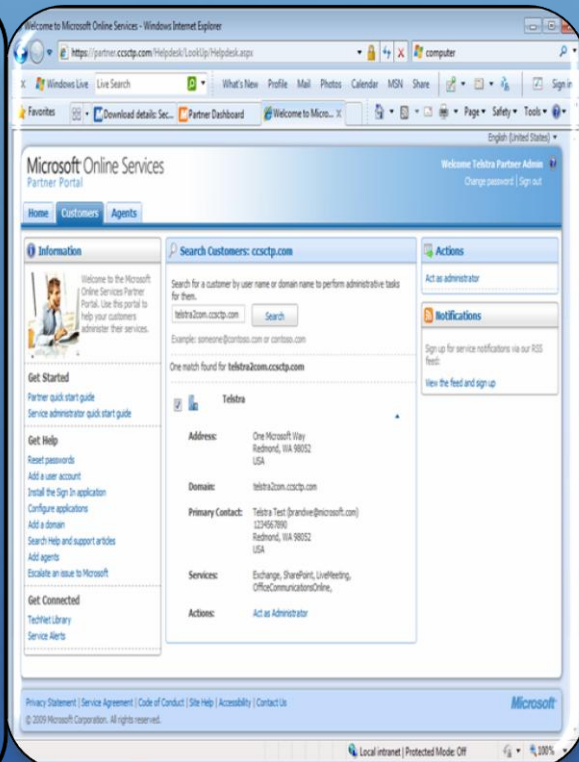 Welcome to Microsoft Online Services - Windows Internet Explorer
https://partner.ccsctp.com/Helpdesk/LookUp/Helpdesk.aspx
computer
X Windows Live Live Search What's New Profile Mail Photos Calendar MSN Share Sign in
Favorites Download details: Sec... Partner Dashboard Welcome to Micro... X Page Safety Tools
English (United States)
Microsoft Online Services
Partner Portal
Welcome Telstra Partner Admin
Change password | Sign out
Home Customers Agents
Information
Welcome to the Microsoft
Online Services Partner
Portal. Use this portal to
help your customers
administer their services.
Get Started
Partner quick start guide
Service administrator quick start guide
Get Help
Reset passwords
Add a user account
Install the Sign In application
Configure applications
Add a domain
Search Help and support articles
Add agents
Escalate an issue to Microsoft
Get Connected
TechNet Library
Service Alerts
Search Customers: ccsctp.com
Search for a customer by user name or domain name to perform administrative tasks
for them.
telstra2com.ccsctp.com Search
Example: someone@contoso.com or contoso.com
One match found for telstra2com.ccsctp.com
Telstra
Address: One Microsoft Way
Redmond, WA 98052
USA
Domain: telstra2com.ccsctp.com
Primary Contact: Telstra Test (brandwe@microsoft.com)
1234567890
Redmond, WA 98052
USA
Services: Exchange, SharePoint, LiveMeeting,
OfficeCommunicationsOnline,
Actions: Act as Administrator
Actions
Act as administrator
Notifications
Sign up for service notifications via our RSS
feed:
View the feed and sign up
Privacy Statement | Service Agreement | Code of Conduct | Site Help | Accessibility | Contact Us
© 2009 Microsoft Corporation. All rights reserved.
Microsoft
Local intranet | Protected Mode: Off 100%